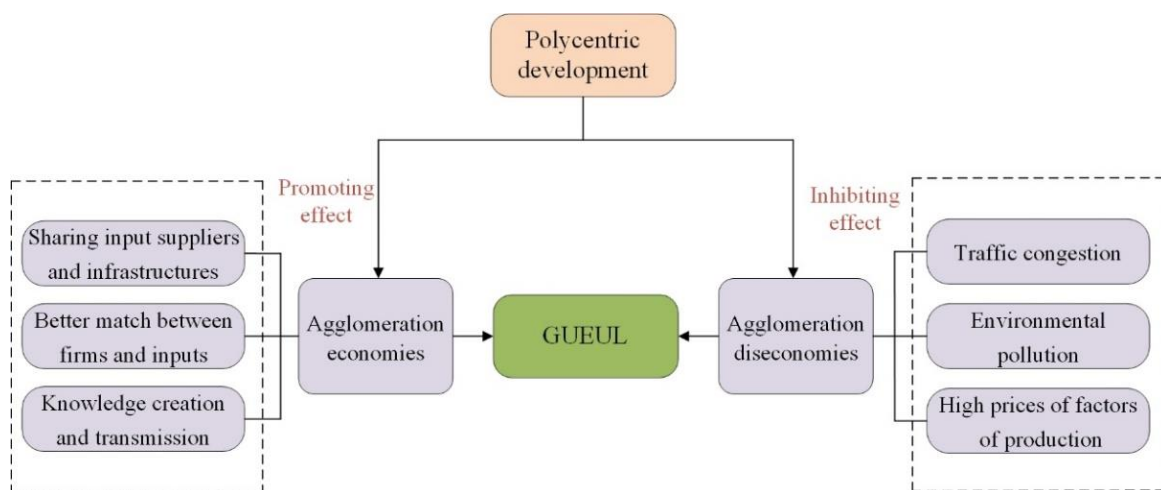 Polycentric
development
Promoting
effect
Inhibiting
effect
Sharing input suppliers
and infrastructures
Better match between
firms and inputs
Knowledge creation
and transmission
Agglomeration
economies
GUEUL
Agglomeration
diseconomies
Traffic congestion
Environmental
pollution
High prices of factors
of production